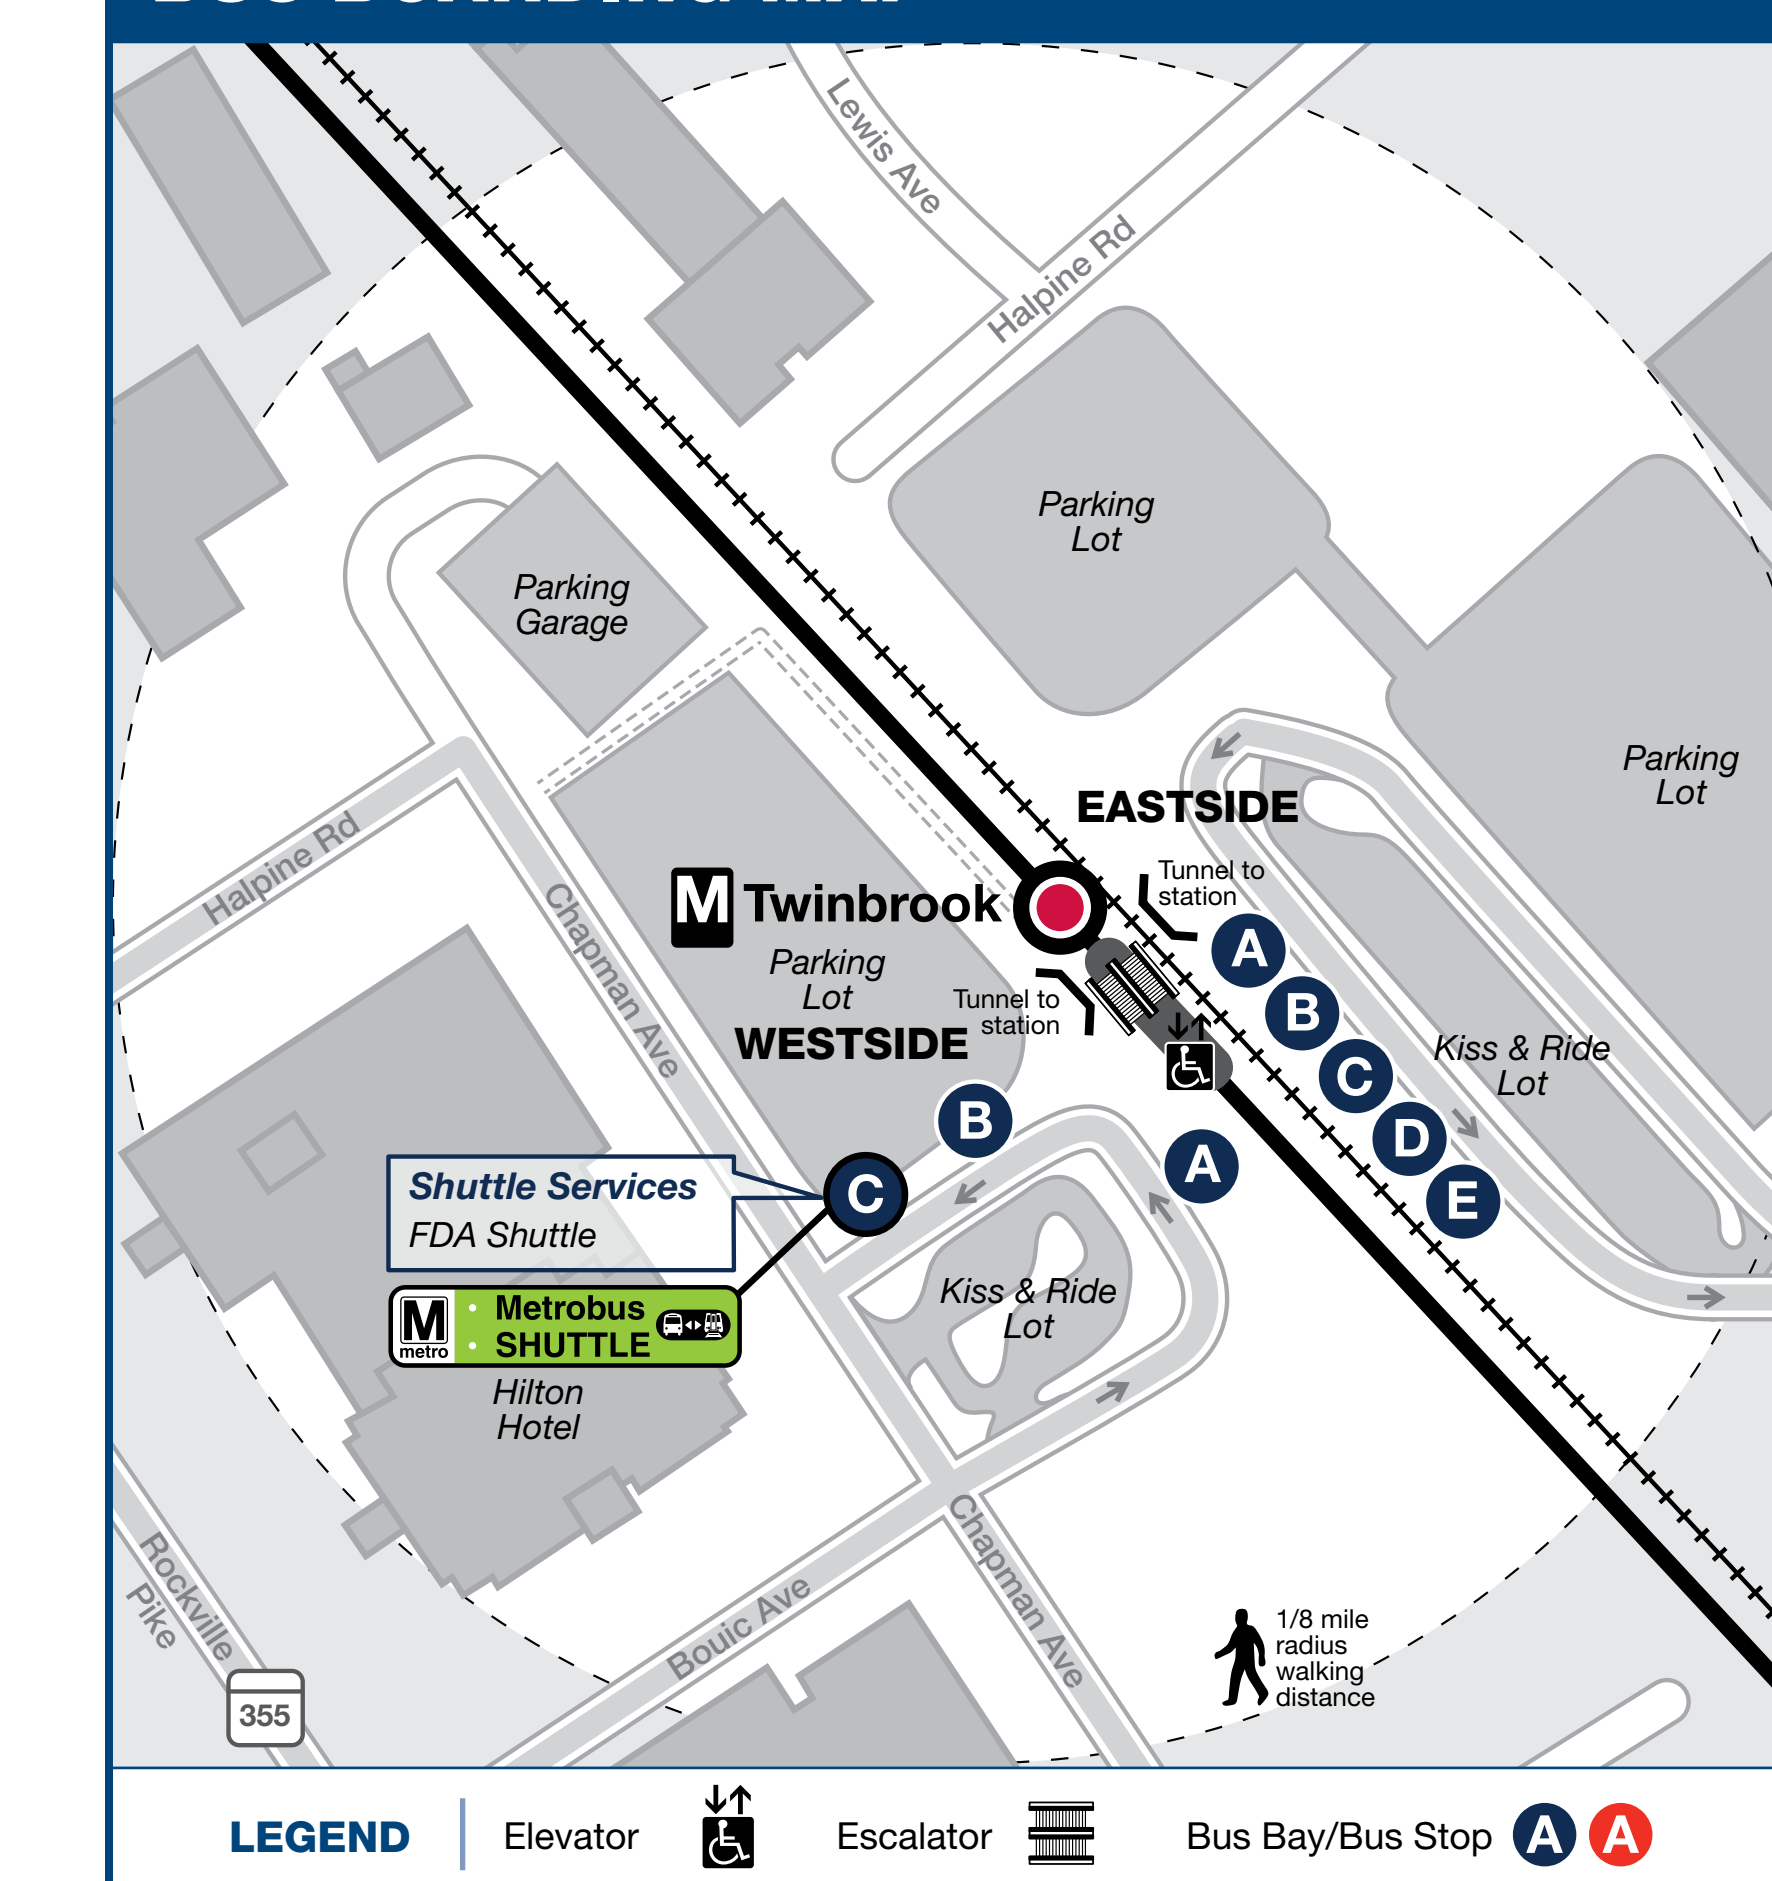 BUS BOARDING MAP
Lewis Ave
Halpine Rd
Parking
Lot
Parking
Garage
Parking
Lot
EASTSIDE
Halpine Rd
Chapman Ave
M Twinbrook
Tunnel to
station
A
Parking
Lot
Tunnel to
station
WESTSIDE
B
C
Kiss & Ride
Lot
D
E
B
A
C
Shuttle Services
FDA Shuttle
M
metro
• Metrobus
• SHUTTLE
Kiss & Ride
Lot
Hilton
Hotel
Rockville
Pike
355
Bouic Ave
Chapman Ave
1/8 mile
radius
walking
distance
LEGEND
Elevator
Escalator
Bus Bay/Bus Stop A A